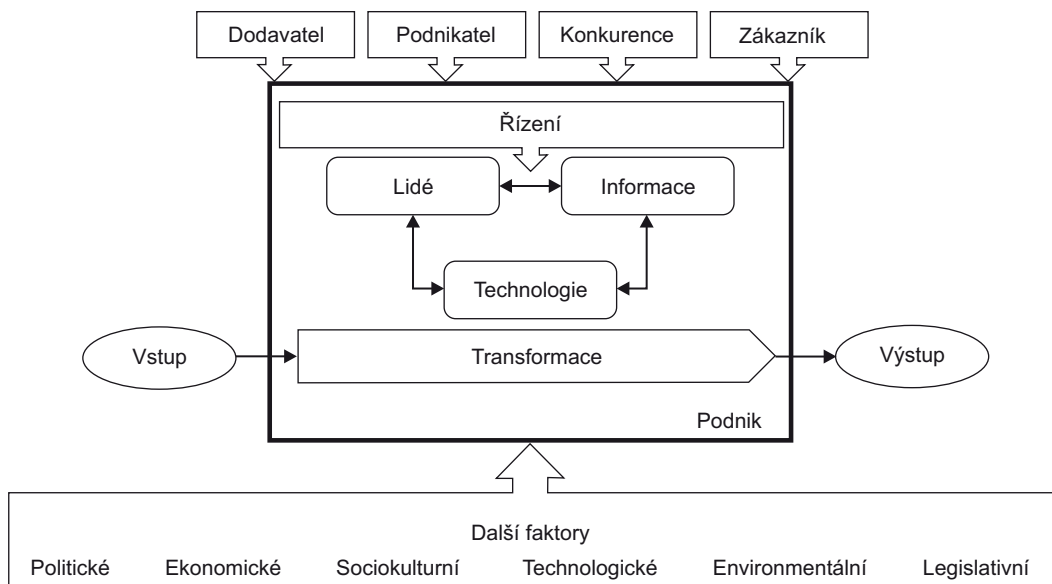 Dodavatel Podnikatel Konkurence Zákazník
Řízení
Lidé Informace
Technologie
Vstup Transformace Výstup
Podnik
Další faktory
Politické Ekonomické Sociokulturní Technologické Environmentální Legislativní